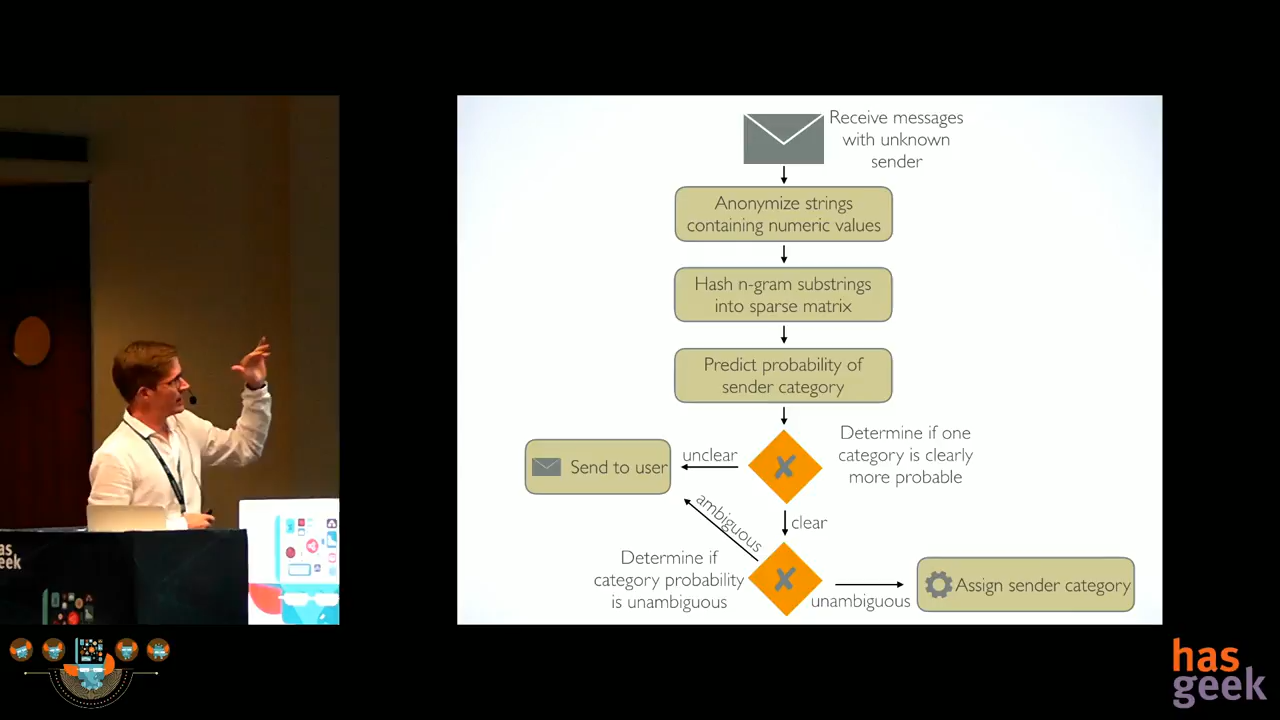 Receive messages
with unknown
sender
Anonymize strings
containing numeric values
Hash n-gram substrings
into sparse matrix
Predict probability of
sender category
Determine if one
category is clearly
more probable
unclear
Send to user
ambiguous
clear
Determine if
category probability
is unambiguous
unambiguous
Assign sender category
has
geek
has
geek